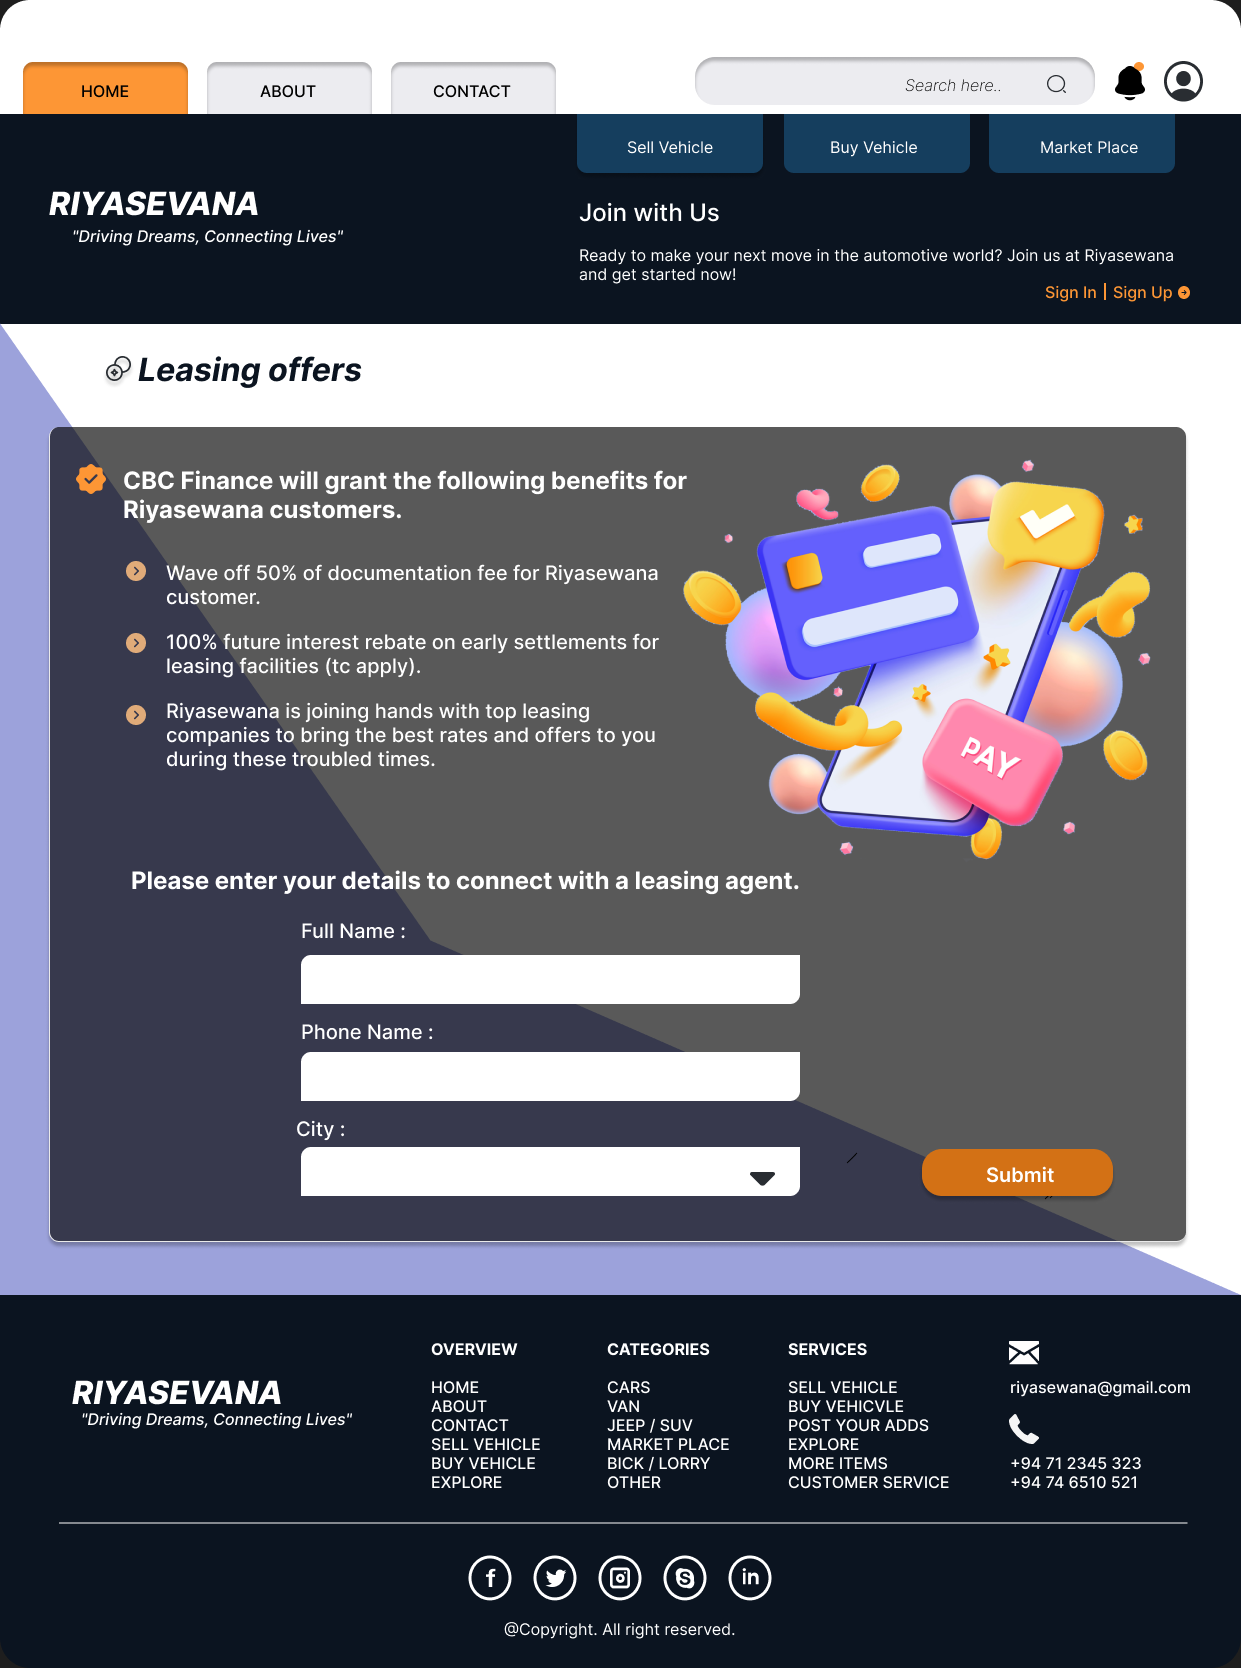 HOME
ABOUT
CONTACT
Search here..
Sell Vehicle
Buy Vehicle
Market Place
RIYASEVANA
"Driving Dreams, Connecting Lives"
Join with Us
Ready to make your next move in the automotive world? Join us at Riyasewana
and get started now!
Sign In | Sign Up
Leasing offers
CBC Finance will grant the following benefits for
Riyasewana customers.
Wave off 50% of documentation fee for Riyasewana
customer.
100% future interest rebate on early settlements for
leasing facilities (tc apply).
Riyasewana is joining hands with top leasing
companies to bring the best rates and offers to you
during these troubled times.
PAY
Please enter your details to connect with a leasing agent.
Full Name :
Phone Name :
City :
Submit
RIYASEVANA
"Driving Dreams, Connecting Lives"
OVERVIEW
HOME
ABOUT
CONTACT
SELL VEHICLE
BUY VEHICLE
EXPLORE
CATEGORIES
CARS
VAN
JEEP / SUV
MARKET PLACE
BICK / LORRY
OTHER
SERVICES
SELL VEHICLE
BUY VEHICVLE
POST YOUR ADDS
EXPLORE
MORE ITEMS
CUSTOMER SERVICE
riyasewana@gmail.com
+94 71 2345 323
+94 74 6510 521
@Copyright. All right reserved.